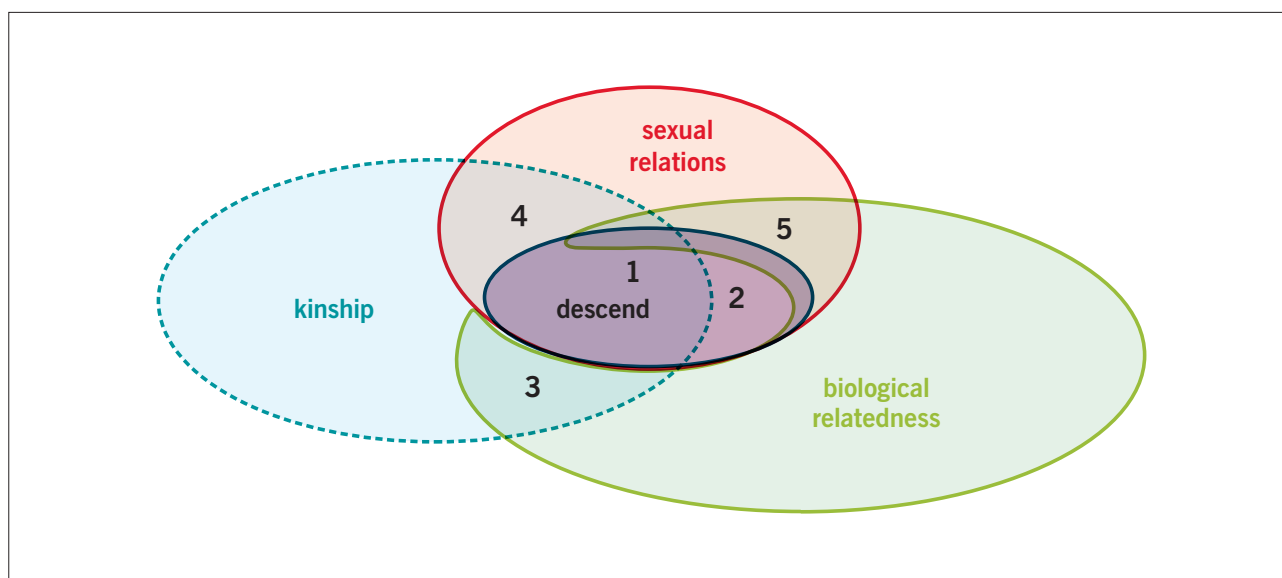 sexual
relations
4
5
1
2
kinship
descend
3
biological
relatedness